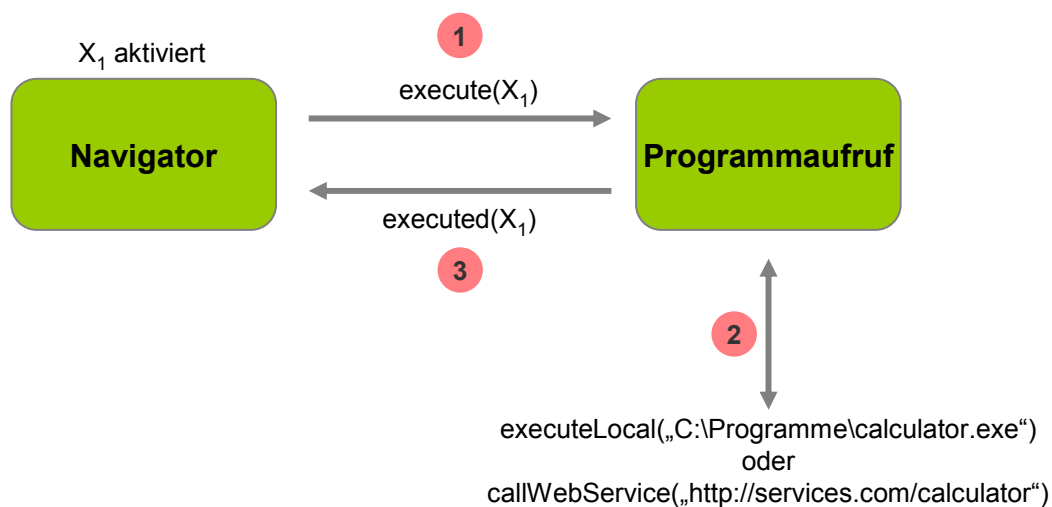 X₁ aktiviert
1
execute(X₁)
Navigator
Programmaufruf
executed(X₁)
3
2
executeLocal(„C:\Programme\calculator.exe“)
oder
callWebService(„http://services.com/calculator“)